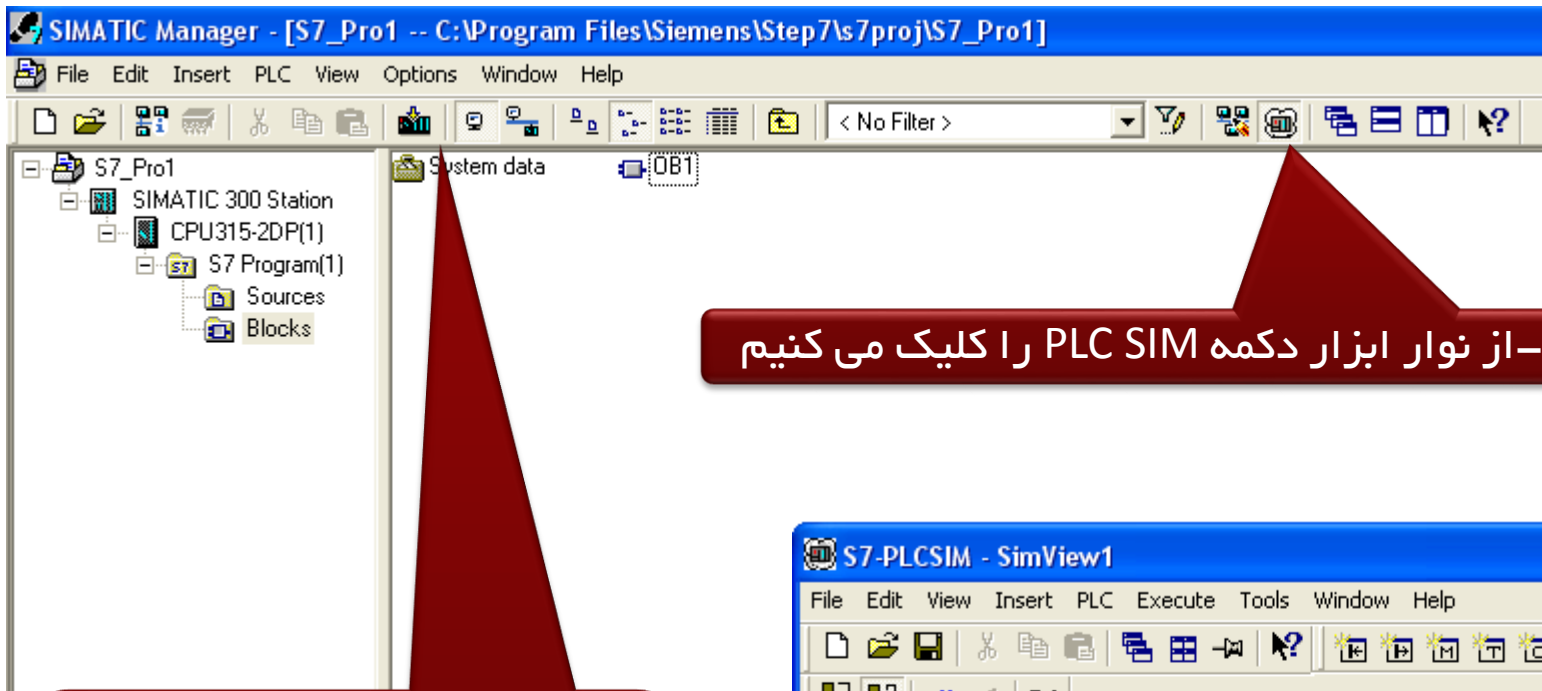 SIMATIC Manager - [S7_Pro1 -- C:\Program Files\Siemens\Step7\s7proj\S7_Pro1]
File Edit Insert PLC View Options Window Help
< No Filter >
S7_Pro1
SIMATIC 300 Station
CPU315-2DP(1)
S7 Program(1)
Sources
Blocks
System data
OB1
–از نوار ابزار دکمه PLC SIM را کلیک می کنیم
S7-PLCSIM - SimView1
File Edit View Insert PLC Execute Tools Window Help